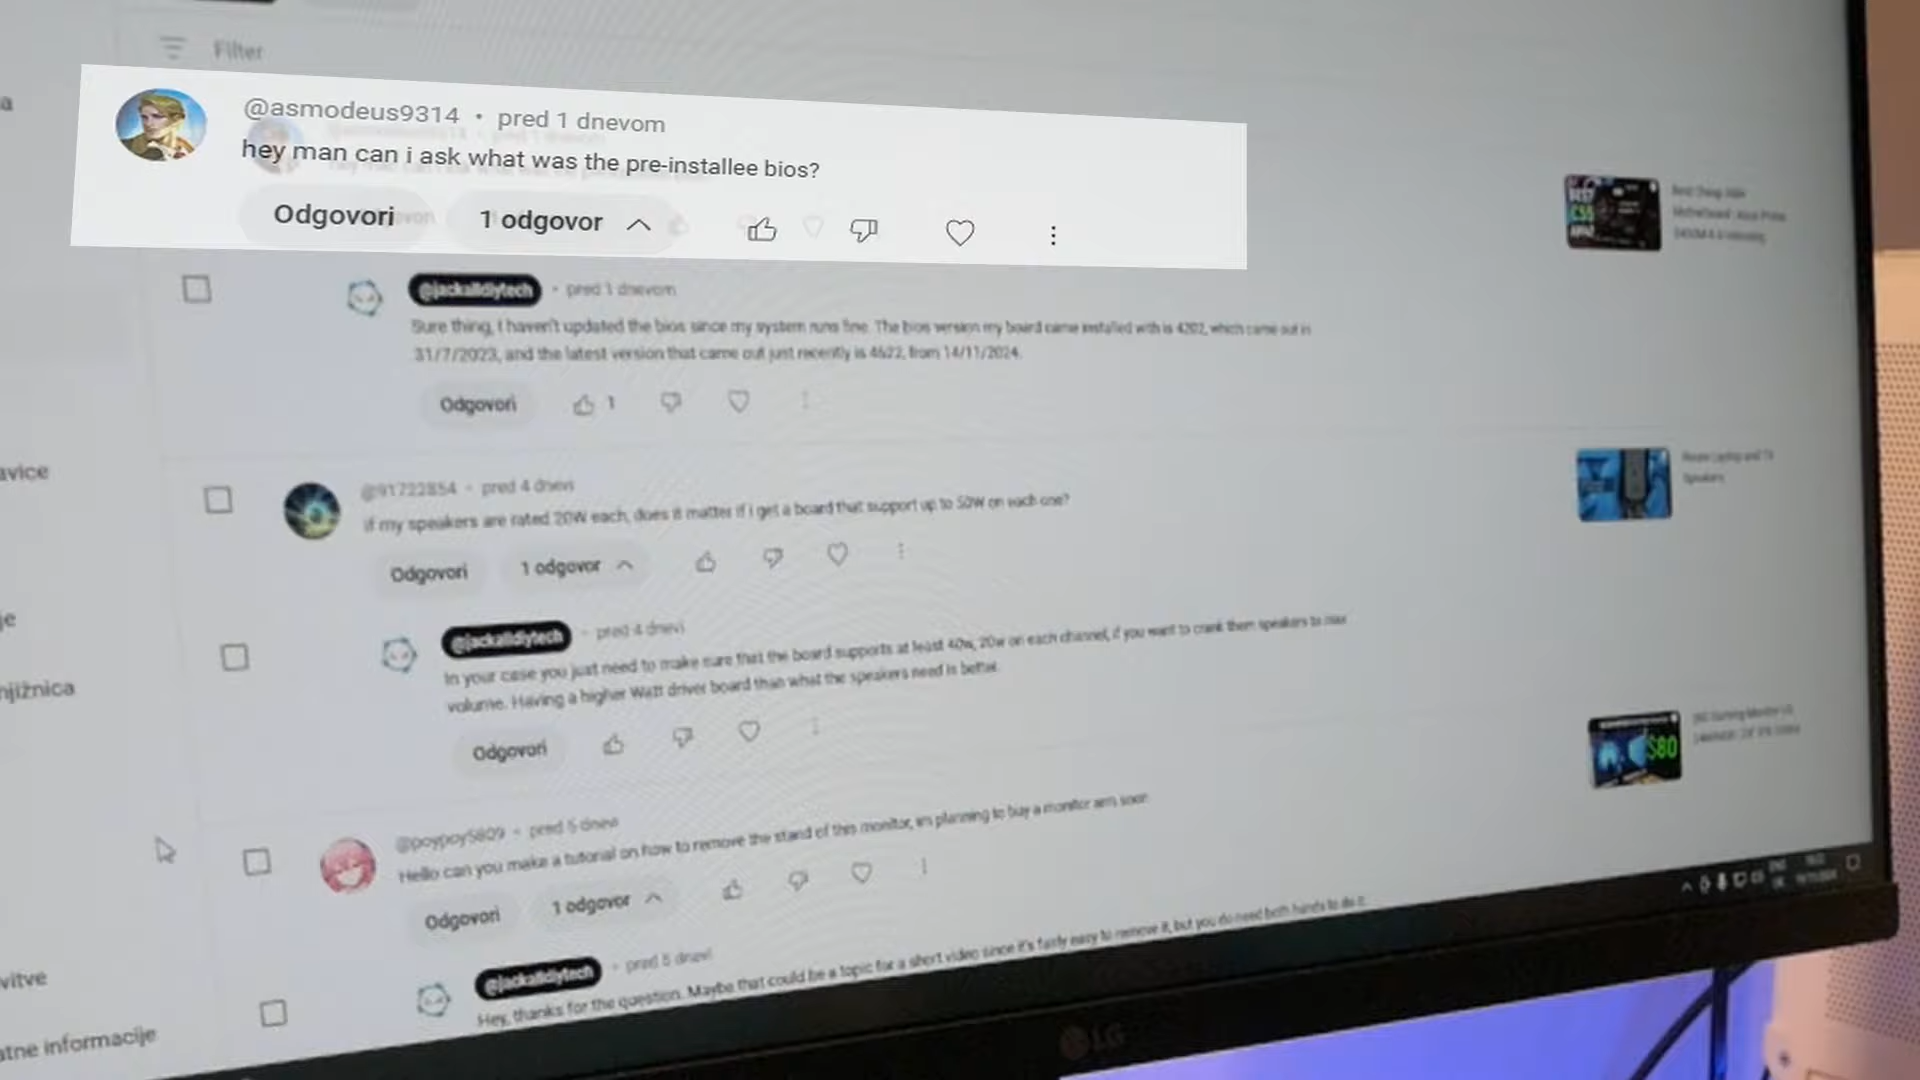 Filter
@asmodeus9314 • pred 1 dnevom
hey man can i ask what was the pre-installee bios?
Odgovori 1 odgovor
@jackalldiytech • pred 1 dnevom
Sure thing, I haven't updated the bios since my system runs fine. The bios version my board came installed with is 4202, which came out in
31/7/2023, and the latest version that came out just recently is 4622, from 14/11/2024.
Odgovori 1
@91722854 • pred 4 dnevi
if my speakers are rated 20W each, does it matter if i get a board that support up to 50W on each one?
Odgovori 1 odgovor
@jackalldiytech • pred 4 dnevi
In your case you just need to make sure that the board supports at least 40w, 20w on each channel, if you want to crank them speakers to max
volume. Having a higher Watt driver board than what the speakers need is better.
Odgovori
@poypoy5809 • pred 5 dnevi
Hello can you make a tutorial on how to remove the stand of this monitor, im planning to buy a monitor arm soon
Odgovori 1 odgovor
@jackalldiytech • pred 5 dnevi
Hey, thanks for the question. Maybe that could be a topic for a short video since it's fairly easy to remove it, but you do need both hands to do it.
avice
je
njižnica
vitve
atne informacije
$80
LG